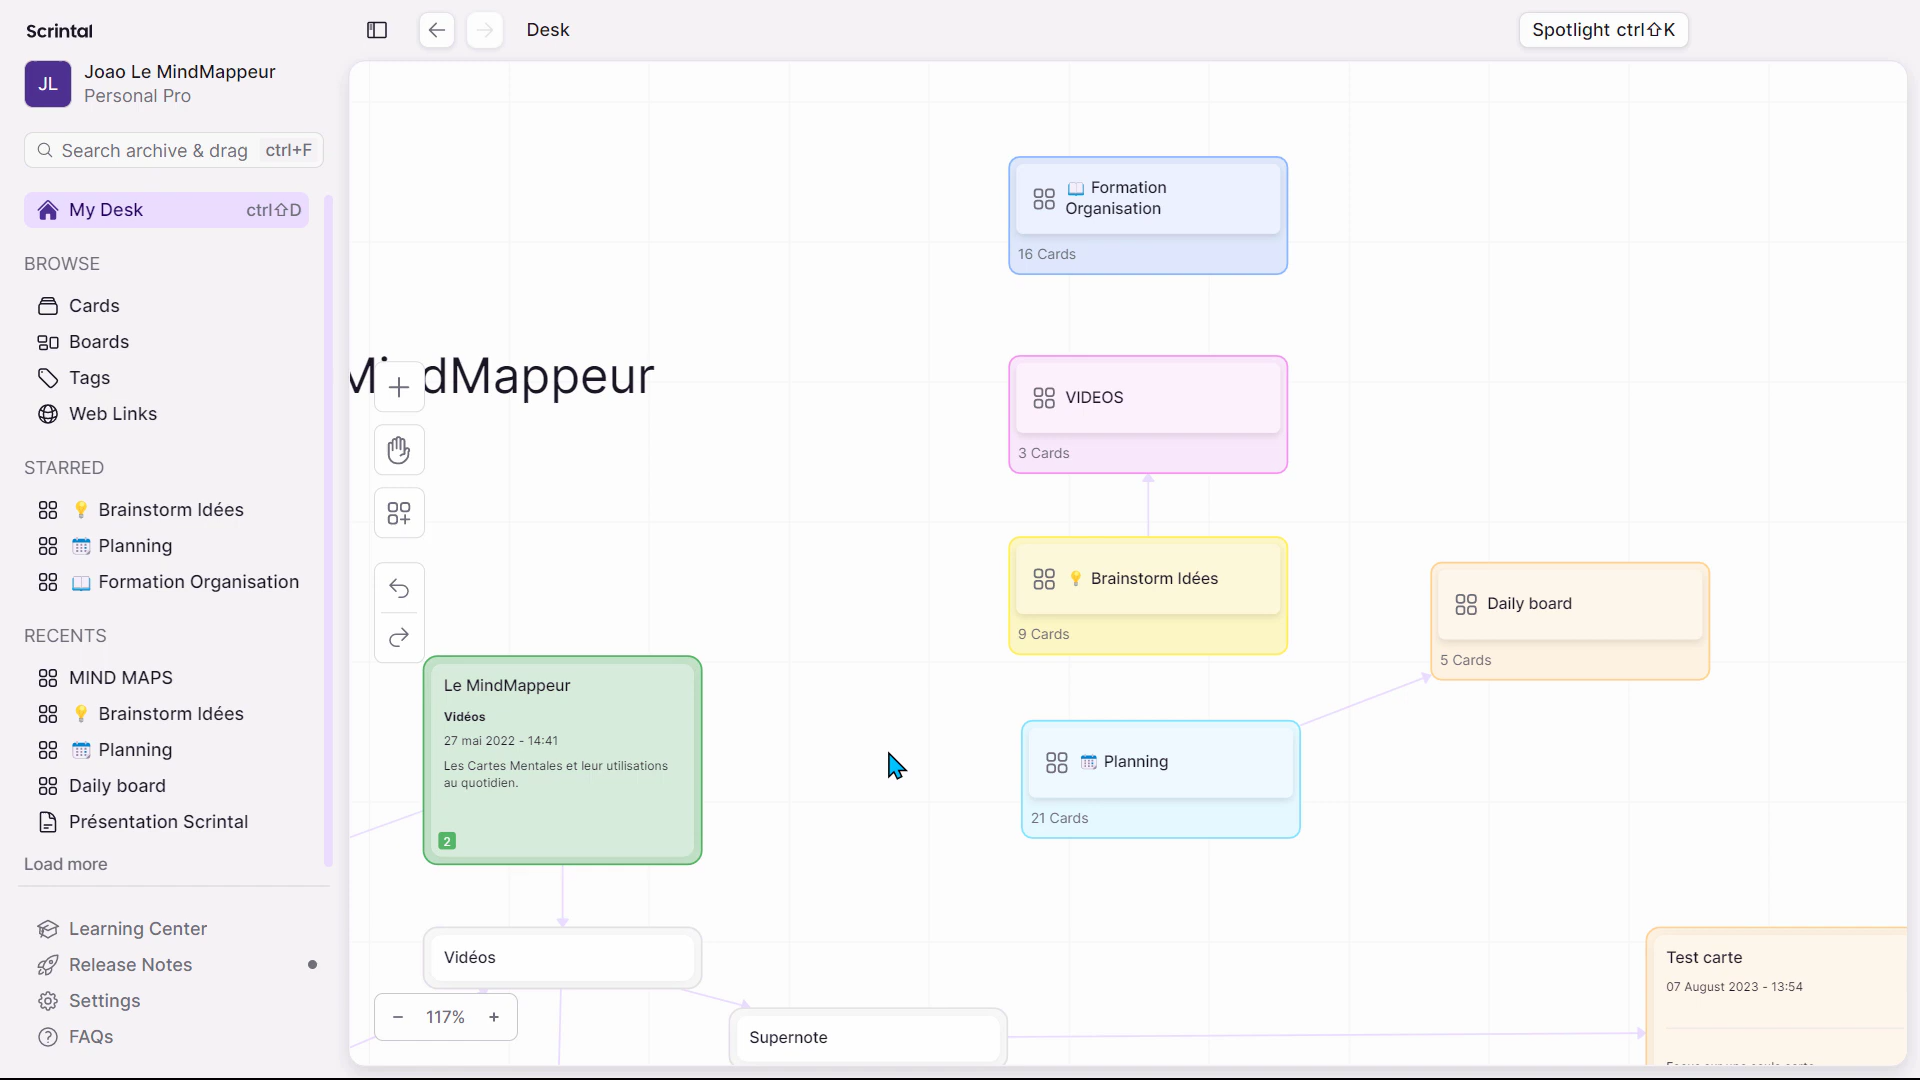 Scrintal
JL
Joao Le MindMappeur
Personal Pro
Search archive & drag ctrl+F
My Desk ctrl⇧D
BROWSE
Cards
Boards
Tags
Web Links
STARRED
💡 Brainstorm Idées
🗓️ Planning
📖 Formation Organisation
RECENTS
MIND MAPS
💡 Brainstorm Idées
🗓️ Planning
Daily board
Présentation Scrintal
Load more
Learning Center
Release Notes
Settings
FAQs
Desk
Spotlight ctrl⇧K
📖 Formation
Organisation
16 Cards
MindMappeur
VIDEOS
3 Cards
💡 Brainstorm Idées
9 Cards
Daily board
5 Cards
Le MindMappeur
Vidéos
27 mai 2022 - 14:41
Les Cartes Mentales et leur utilisations
au quotidien.
2
🗓️ Planning
21 Cards
Vidéos
Supernote
Test carte
07 August 2023 - 13:54
− 117% +